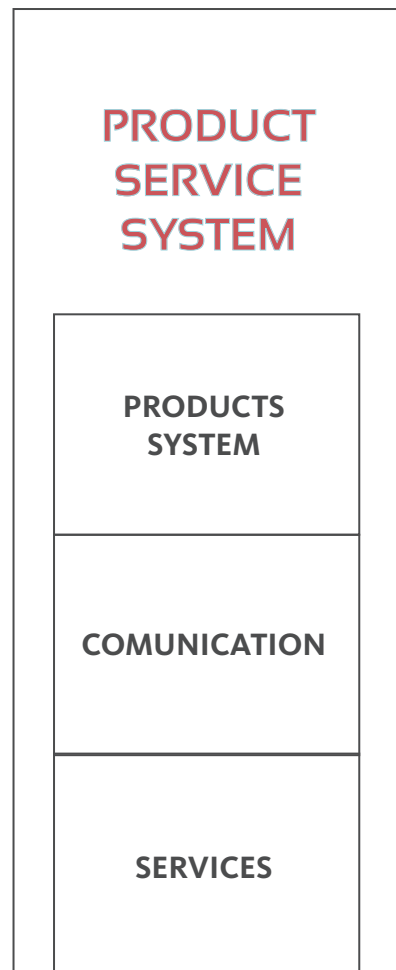 PRODUCT
SERVICE
SYSTEM
PRODUCTS
SYSTEM
COMUNICATION
SERVICES